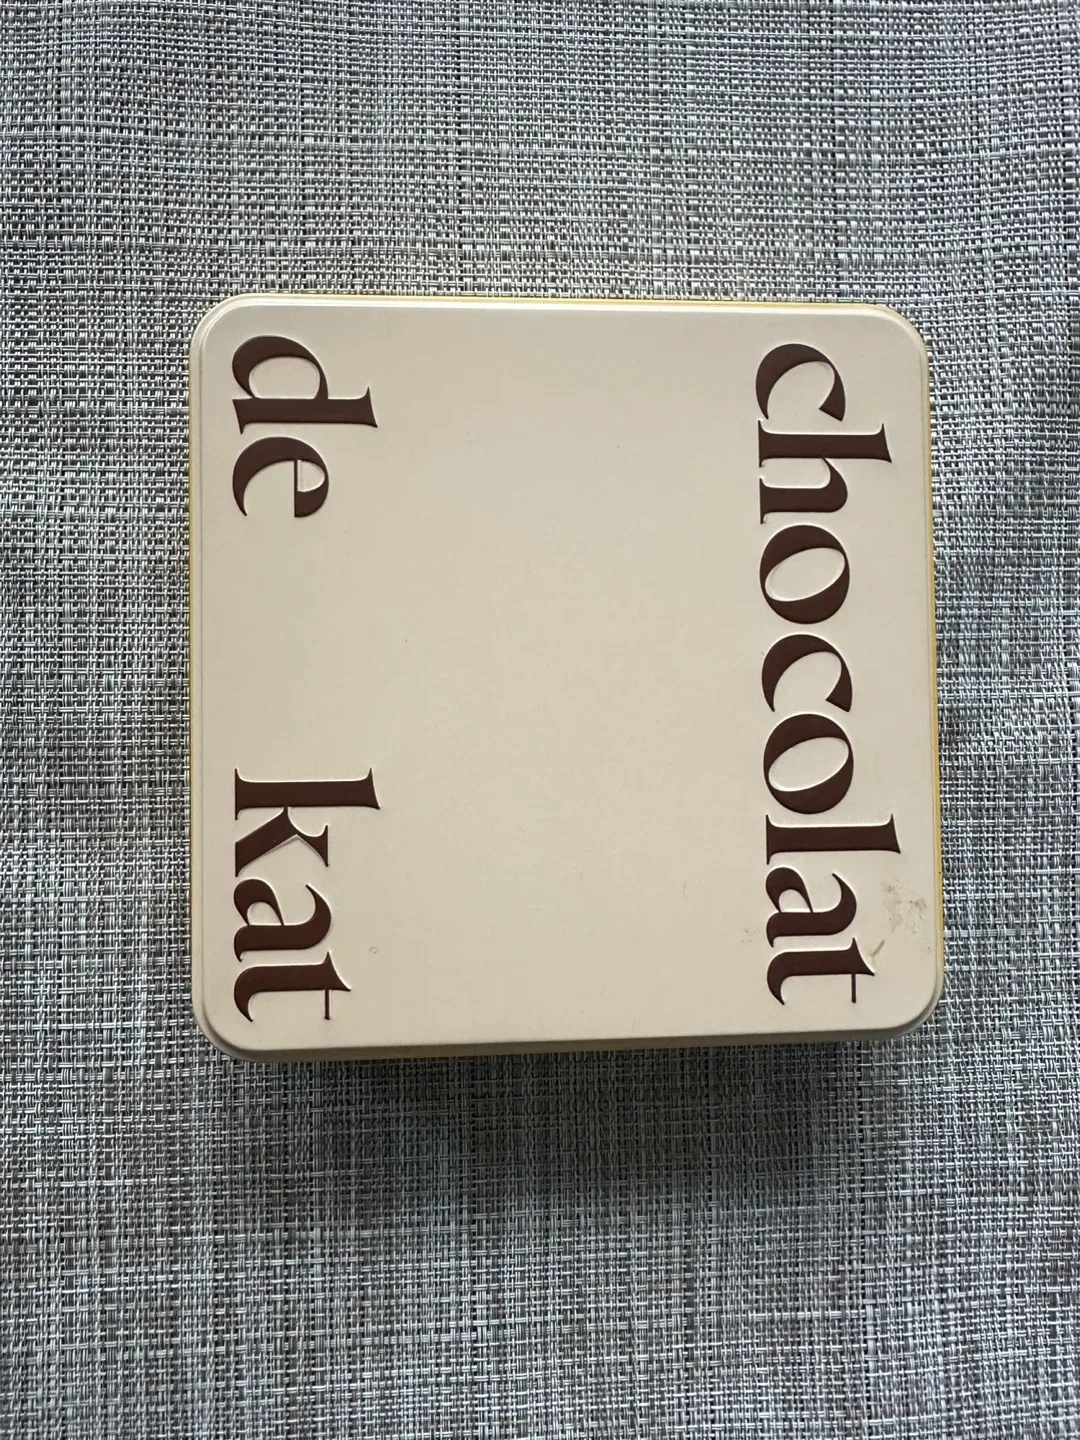 chocolat
de kat